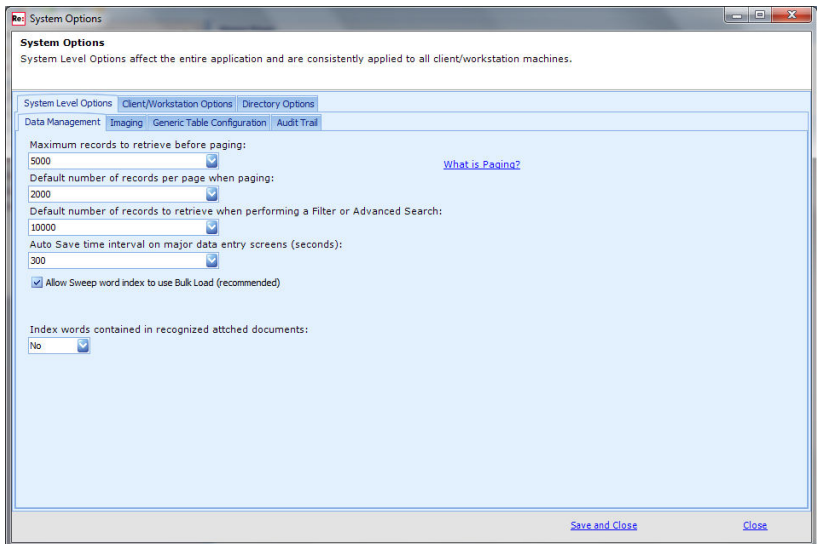 Re: System Options
System Options
System Level Options affect the entire application and are consistently applied to all client/workstation machines.
System Level Options Client/Workstation Options Directory Options
Data Management Imaging Generic Table Configuration Audit Trail
Maximum records to retrieve before paging:
5000
What is Paging?
Default number of records per page when paging:
2000
Default number of records to retrieve when performing a Filter or Advanced Search:
10000
Auto Save time interval on major data entry screens (seconds):
300
Allow Sweep word index to use Bulk Load (recommended)
Index words contained in recognized attched documents:
No
Save and Close Close